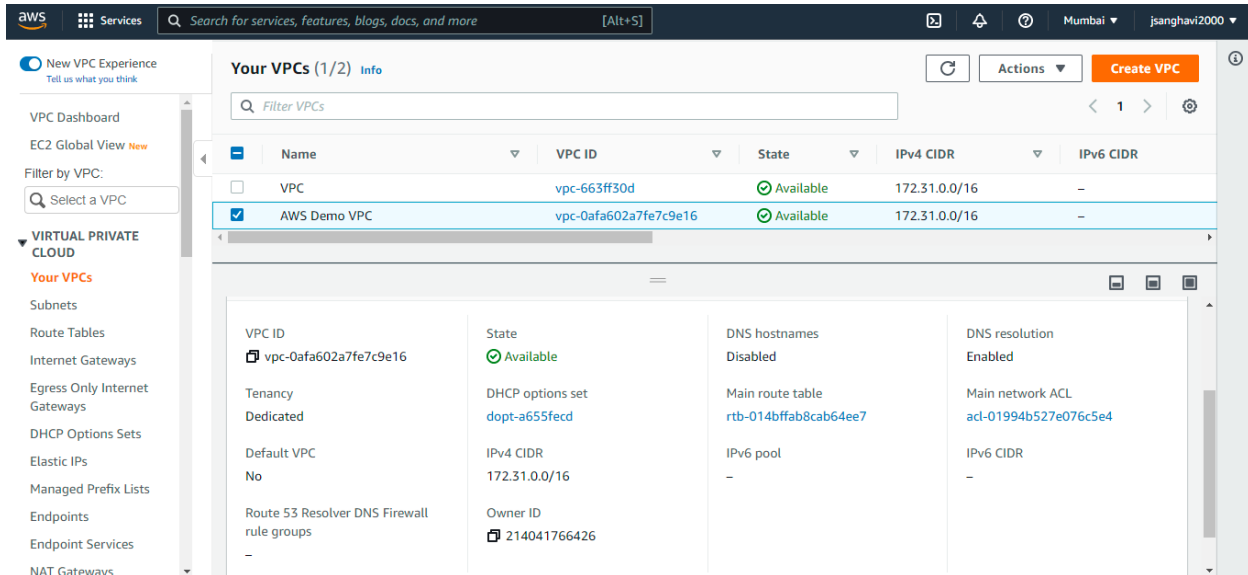 aws Services Search for services, features, blogs, docs, and more [Alt+S] Mumbai jsanghavi2000
New VPC Experience
Tell us what you think
VPC Dashboard
EC2 Global View New
Filter by VPC:
Select a VPC
VIRTUAL PRIVATE
CLOUD
Your VPCs
Subnets
Route Tables
Internet Gateways
Egress Only Internet
Gateways
DHCP Options Sets
Elastic IPs
Managed Prefix Lists
Endpoints
Endpoint Services
NAT Gateways
Your VPCs (1/2) Info Actions Create VPC
Filter VPCs 1
Name VPC ID State IPv4 CIDR IPv6 CIDR
VPC vpc-663ff30d Available 172.31.0.0/16 –
AWS Demo VPC vpc-0afa602a7fe7c9e16 Available 172.31.0.0/16 –
VPC ID State DNS hostnames DNS resolution
vpc-0afa602a7fe7c9e16 Available Disabled Enabled
Tenancy DHCP options set Main route table Main network ACL
Dedicated dopt-a655fecd rtb-014bffab8cab64ee7 acl-01994b527e076c5e4
Default VPC IPv4 CIDR IPv6 pool IPv6 CIDR
No 172.31.0.0/16 – –
Route 53 Resolver DNS Firewall Owner ID
rule groups 214041766426
–